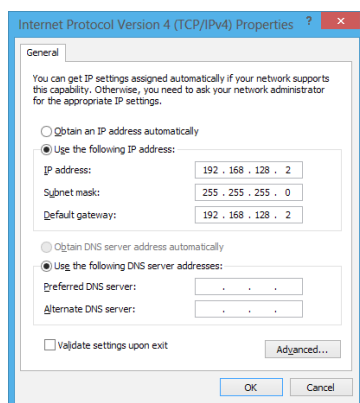 Internet Protocol Version 4 (TCP/IPv4) Properties ? ×
General
You can get IP settings assigned automatically if your network supports
this capability. Otherwise, you need to ask your network administrator
for the appropriate IP settings.
Obtain an IP address automatically
Use the following IP address:
IP address: 192 . 168 . 128 . 2
Subnet mask: 255 . 255 . 255 . 0
Default gateway: 192 . 168 . 128 . 2
Obtain DNS server address automatically
Use the following DNS server addresses:
Preferred DNS server: . . .
Alternate DNS server: . . .
Validate settings upon exit
Advanced...
OK Cancel